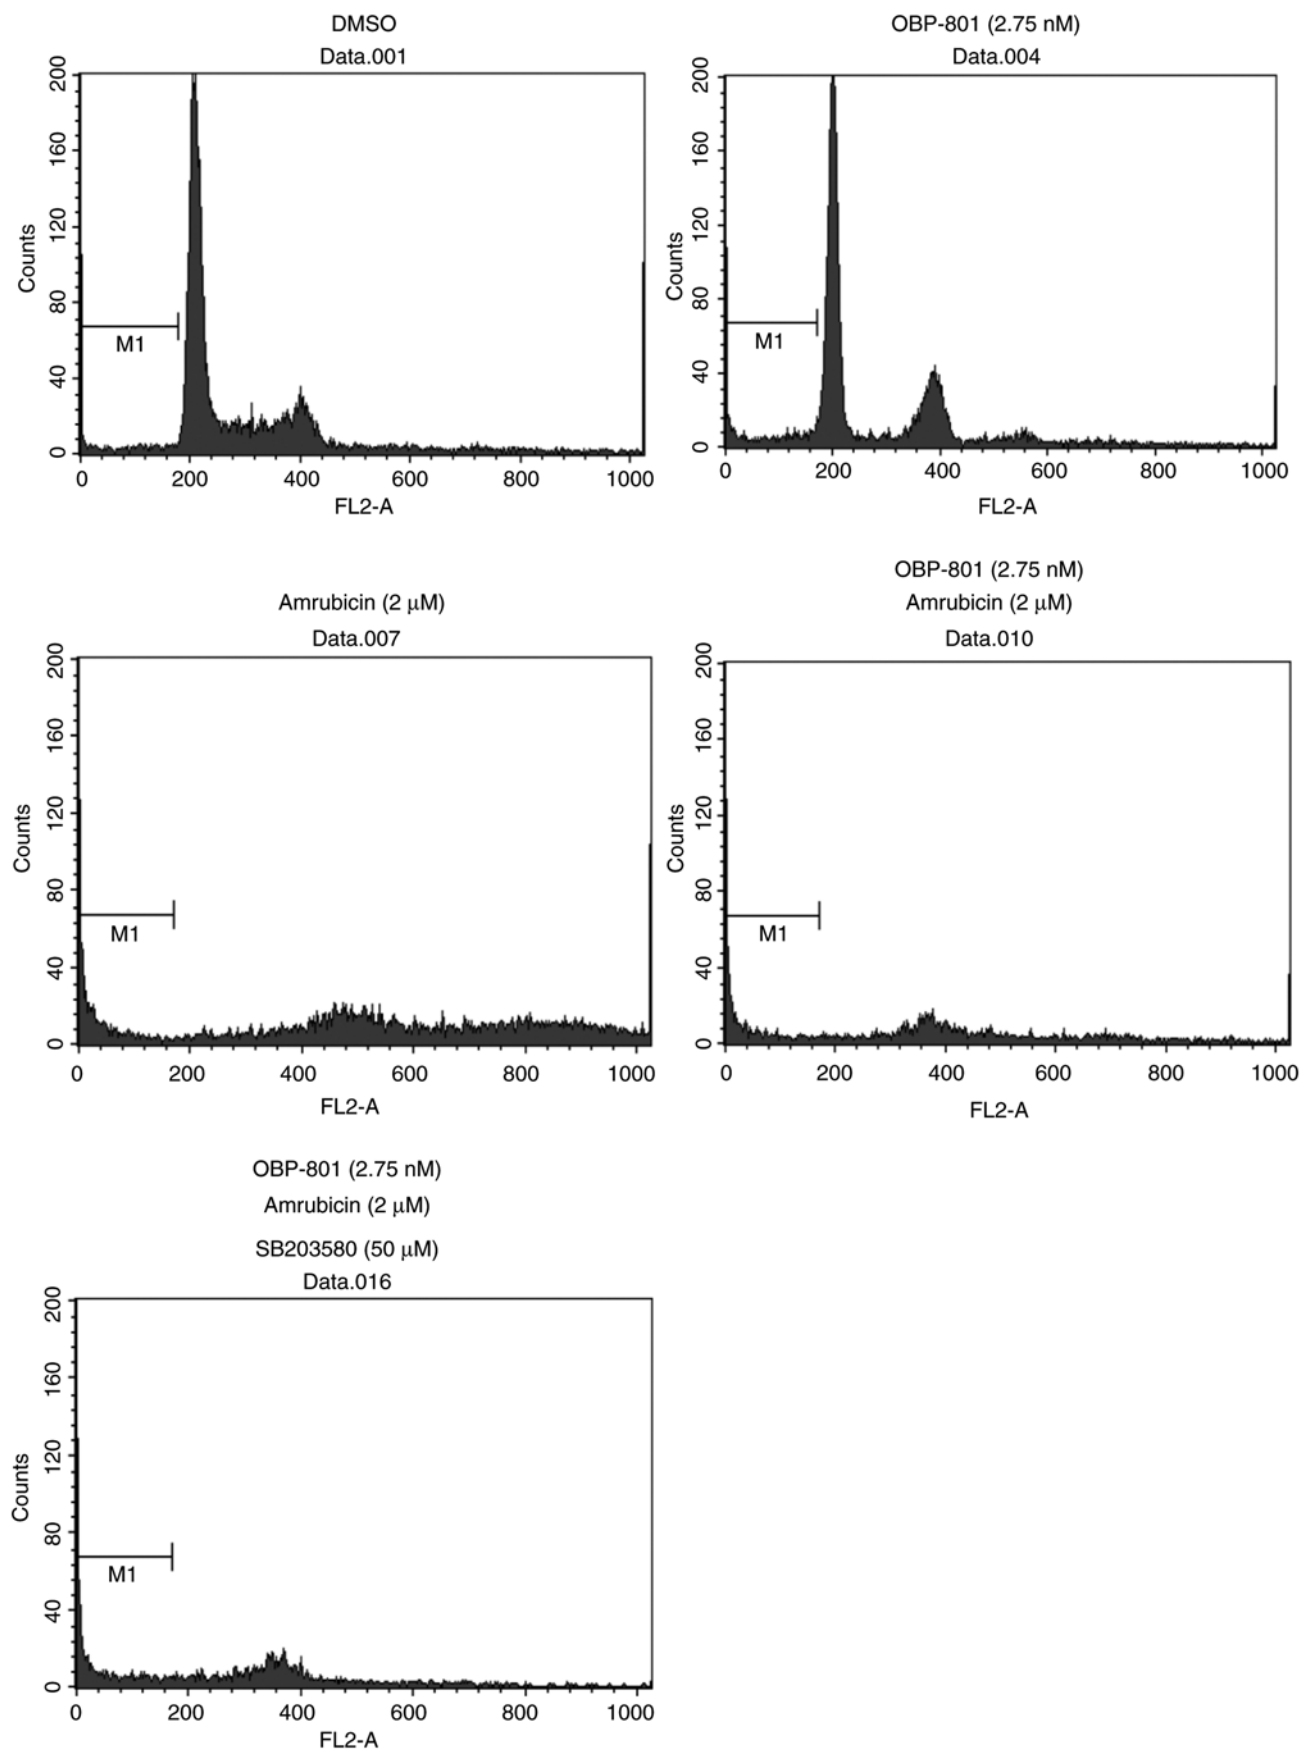 DMSO
Data.001
200
160
120
80
40
0
Counts
M1
0 200 400 600 800 1000
FL2-A
OBP-801 (2.75 nM)
Data.004
200
160
120
80
40
0
Counts
M1
0 200 400 600 800 1000
FL2-A
Amrubicin (2 μM)
Data.007
200
160
120
80
40
0
Counts
M1
0 200 400 600 800 1000
FL2-A
OBP-801 (2.75 nM)
Amrubicin (2 μM)
Data.010
200
160
120
80
40
0
Counts
M1
0 200 400 600 800 1000
FL2-A
OBP-801 (2.75 nM)
Amrubicin (2 μM)
SB203580 (50 μM)
Data.016
200
160
120
80
40
0
Counts
M1
0 200 400 600 800 1000
FL2-A